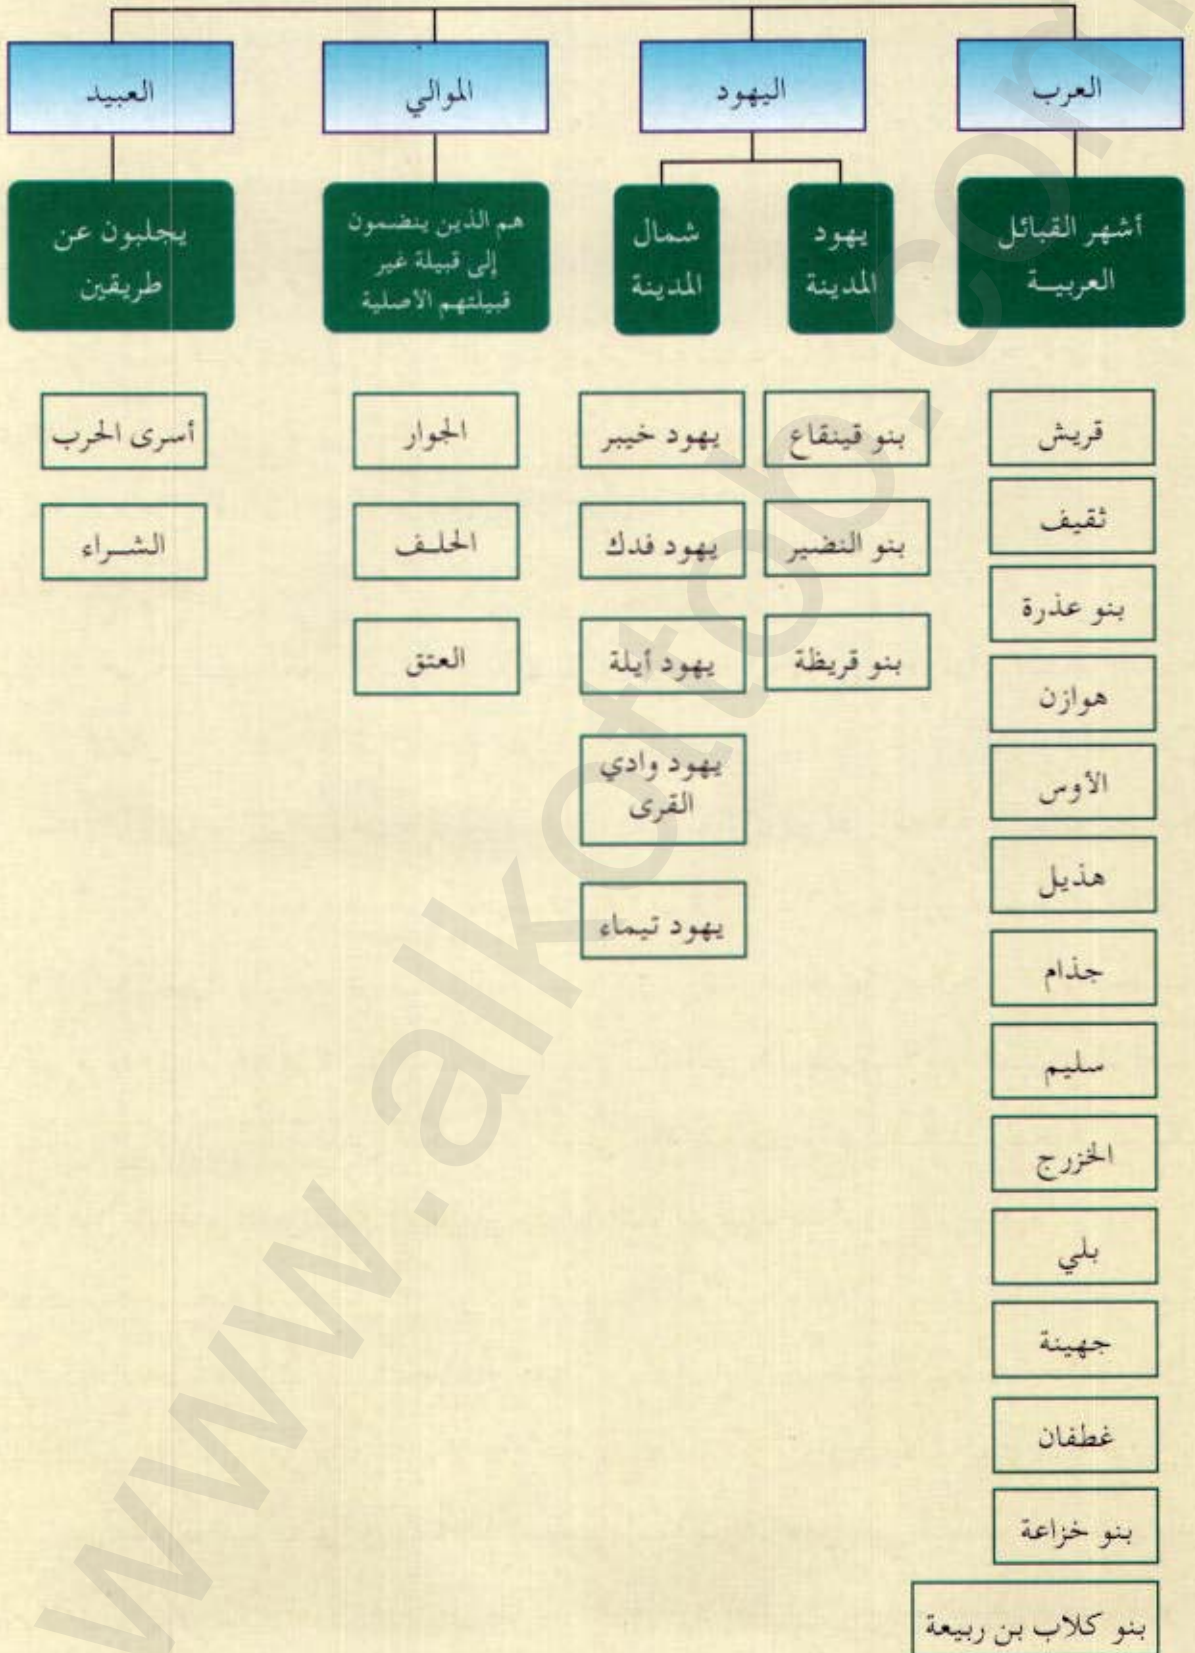 العرب
اليهود
الموالي
العبيد
أشهر القبائل
العربية
يهود
المدينة
شمال
المدينة
هم الذين ينضمون
إلى قبيلة غير
قبيلتهم الأصلية
يجلبون عن
طريقين
قريش
ثقيف
بنو عذرة
هوازن
الأوس
هذيل
جذام
سليم
الخزرج
بلي
جهينة
غطفان
بنو خزاعة
بنو كلاب بن ربيعة
بنو قينقاع
بنو النضير
بنو قريظة
يهود خيبر
يهود فدك
يهود أيلة
يهود وادي
القرى
يهود تيماء
الجوار
الحلف
العتق
أسرى الحرب
الشراء
www.alkottob.com